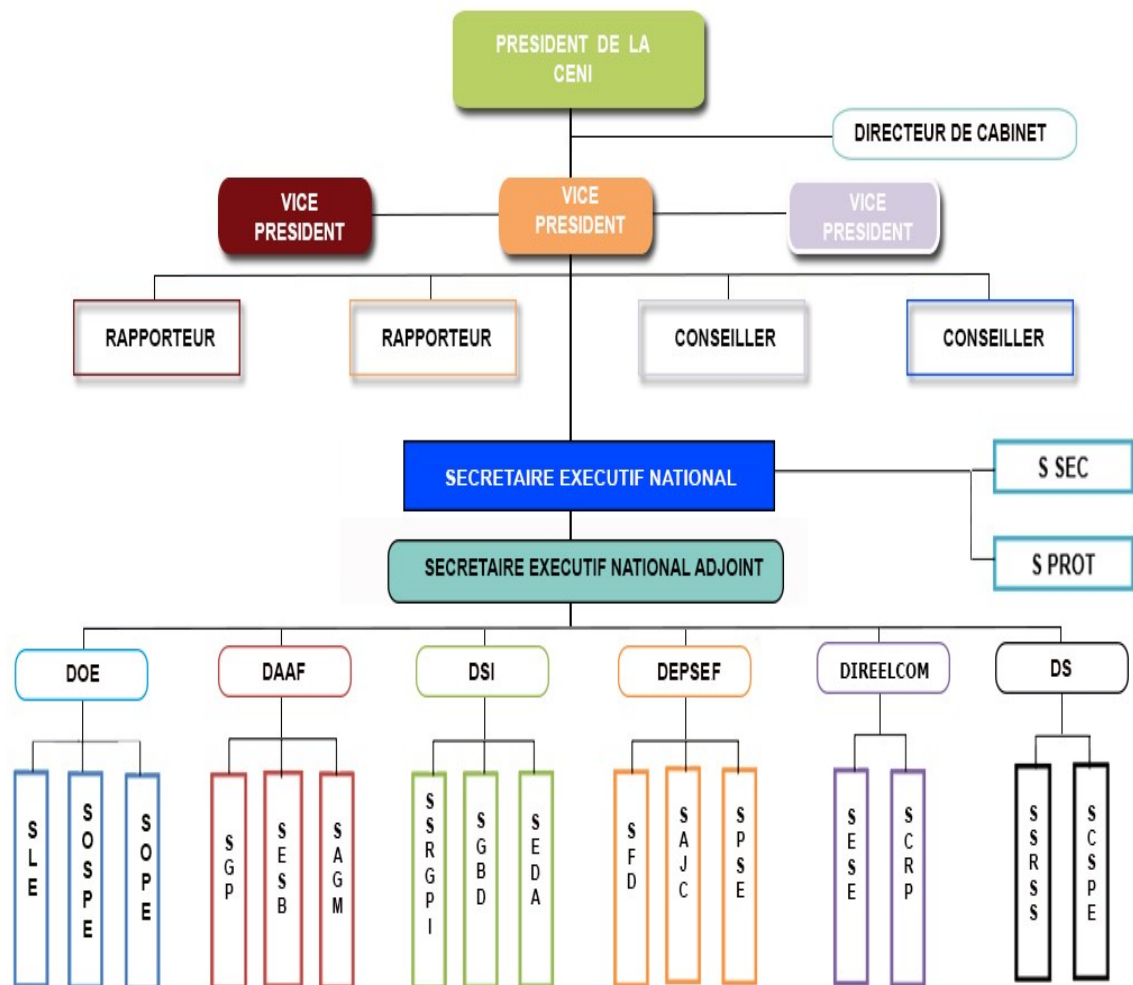 PRESIDENT DE LA
CENI
DIRECTEUR DE CABINET
VICE
PRESIDENT
VICE
PRESIDENT
VICE
PRESIDENT
RAPPORTEUR
RAPPORTEUR
CONSEILLER
CONSEILLER
SECRETAIRE EXECUTIF NATIONAL
S SEC
S PROT
SECRETAIRE EXECUTIF NATIONAL ADJOINT
DOE
DAAF
DSI
DEPSEF
DIREELCOM
DS
SLE
SOSPE
SOPE
SGP
SESB
SAGM
SSRGPI
SGBD
SEDA
SFD
SAJC
SPSE
SESE
SCRP
SSRSS
SCSPE